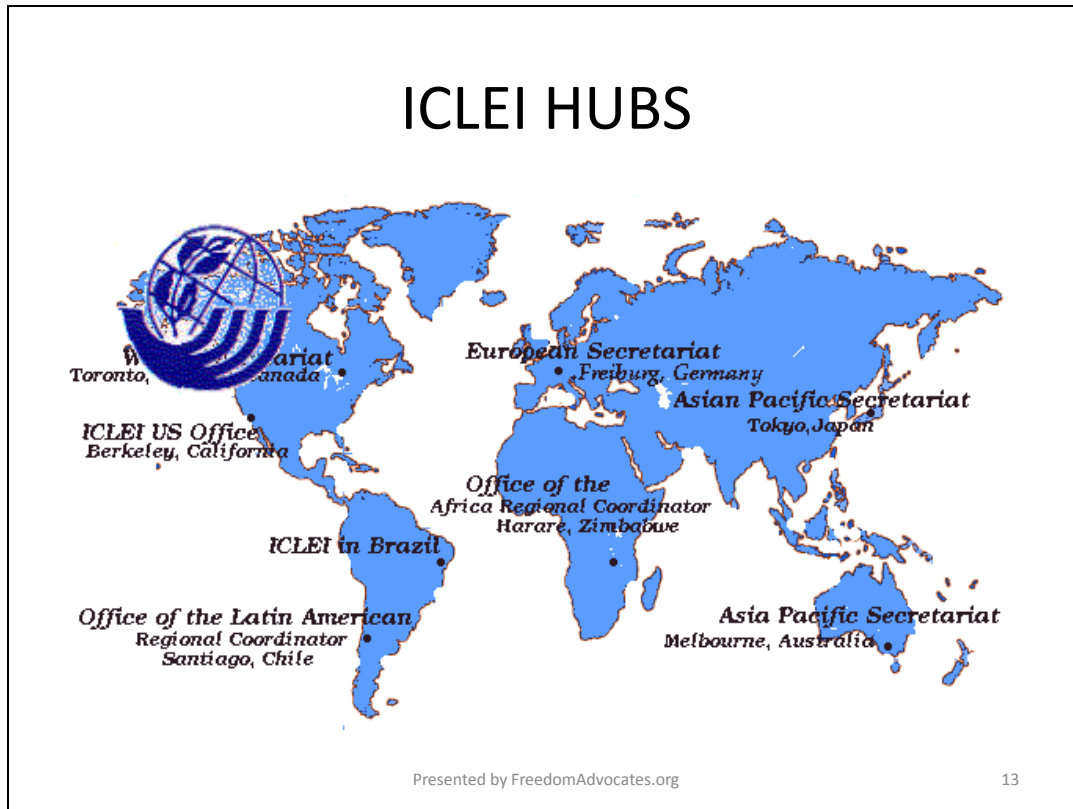 ICLEI HUBS
W ariat
Toronto, anada
European Secretariat
Freiburg, Germany
Asian Pacific Secretariat
Tokyo, Japan
ICLEI US Office
Berkeley, California
Office of the
Africa Regional Coordinator
Harare, Zimbabwe
ICLEI in Brazil
Office of the Latin American
Regional Coordinator
Santiago, Chile
Asia Pacific Secretariat
Melbourne, Australia
Presented by FreedomAdvocates.org
13